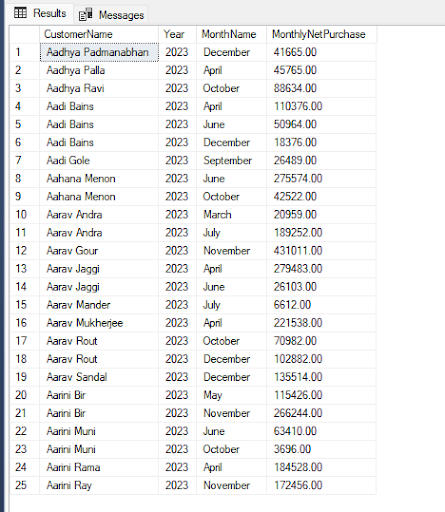 Results Messages
CustomerName Year MonthName MonthlyNetPurchase
1 Aadhya Padmanabhan 2023 December 41665.00
2 Aadhya Palla 2023 April 45765.00
3 Aadhya Ravi 2023 October 88634.00
4 Aadi Bains 2023 April 110376.00
5 Aadi Bains 2023 June 50964.00
6 Aadi Bains 2023 December 18376.00
7 Aadi Gole 2023 September 26489.00
8 Aahana Menon 2023 June 275574.00
9 Aahana Menon 2023 October 42522.00
10 Aarav Andra 2023 March 20959.00
11 Aarav Andra 2023 July 189252.00
12 Aarav Gour 2023 November 431011.00
13 Aarav Jaggi 2023 April 279483.00
14 Aarav Jaggi 2023 June 26103.00
15 Aarav Mander 2023 July 6612.00
16 Aarav Mukherjee 2023 April 221538.00
17 Aarav Rout 2023 October 70982.00
18 Aarav Rout 2023 December 102882.00
19 Aarav Sandal 2023 December 135514.00
20 Aarini Bir 2023 May 115426.00
21 Aarini Bir 2023 November 266244.00
22 Aarini Muni 2023 June 63410.00
23 Aarini Muni 2023 October 3696.00
24 Aarini Rama 2023 April 184528.00
25 Aarini Ray 2023 November 172456.00